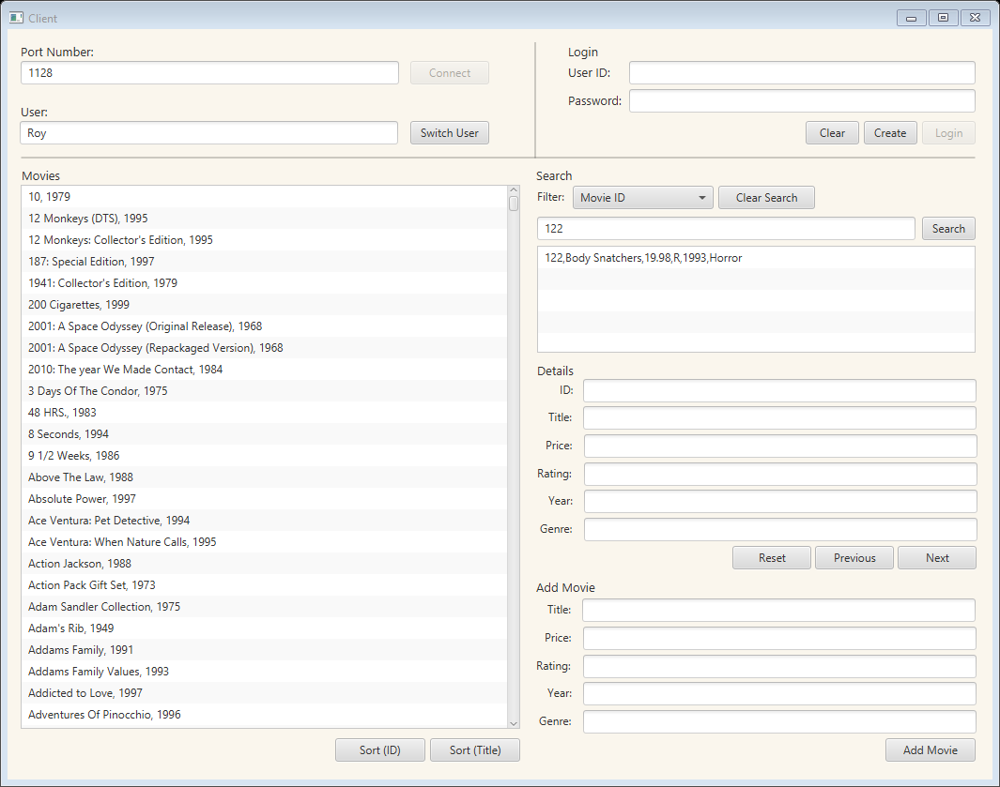 Client
Port Number:
1128
Connect
User:
Roy
Switch User
Login
User ID:
Password:
Clear
Create
Login
Movies
10, 1979
12 Monkeys (DTS), 1995
12 Monkeys: Collector's Edition, 1995
187: Special Edition, 1997
1941: Collector's Edition, 1979
200 Cigarettes, 1999
2001: A Space Odyssey (Original Release), 1968
2001: A Space Odyssey (Repackaged Version), 1968
2010: The year We Made Contact, 1984
3 Days Of The Condor, 1975
48 HRS., 1983
8 Seconds, 1994
9 1/2 Weeks, 1986
Above The Law, 1988
Absolute Power, 1997
Ace Ventura: Pet Detective, 1994
Ace Ventura: When Nature Calls, 1995
Action Jackson, 1988
Action Pack Gift Set, 1973
Adam Sandler Collection, 1975
Adam's Rib, 1949
Addams Family, 1991
Addams Family Values, 1993
Addicted to Love, 1997
Adventures Of Pinocchio, 1996
Sort (ID)
Sort (Title)
Search
Filter:
Movie ID
Clear Search
122
Search
122,Body Snatchers,19.98,R,1993,Horror
Details
ID:
Title:
Price:
Rating:
Year:
Genre:
Reset
Previous
Next
Add Movie
Title:
Price:
Rating:
Year:
Genre:
Add Movie